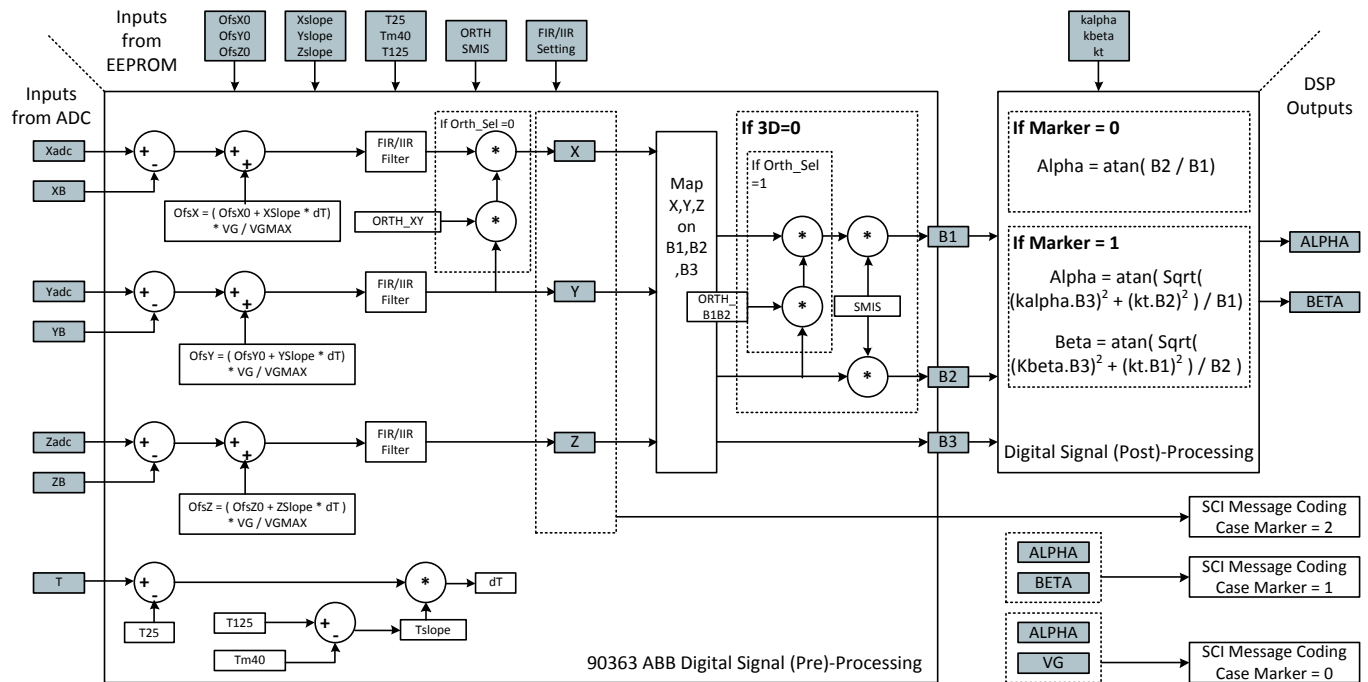 Inputs
from
EEPROM
OfsX0
OfsY0
OfsZ0
Xslope
Yslope
Zslope
T25
Tm40
T125
ORTH
SMIS
FIR/IIR
Setting
kalpha
kbeta
kt
Inputs
from ADC
DSP
Outputs
Xadc
XB
+
-
+
+
OfsX = ( OfsX0 + XSlope * dT)
* VG / VGMAX
FIR/IIR
Filter
If Orth_Sel =0
*
ORTH_XY
*
X
Yadc
YB
+
-
+
+
OfsY = ( OfsY0 + YSlope * dT)
* VG / VGMAX
FIR/IIR
Filter
Y
Zadc
ZB
+
-
+
+
OfsZ = ( OfsZ0 + ZSlope * dT )
* VG / VGMAX
FIR/IIR
Filter
Z
Map
X,Y,Z
on
B1,B2
,B3
If 3D=0
If Orth_Sel
=1
*
*
ORTH_
B1B2
*
SMIS
*
B1
B2
B3
If Marker = 0
Alpha = atan( B2 / B1)
If Marker = 1
Alpha = atan( Sqrt(
(kalpha.B3)² + (kt.B2)² ) / B1)
Beta = atan( Sqrt(
(Kbeta.B3)² + (kt.B1)² ) / B2 )
Digital Signal (Post)-Processing
ALPHA
BETA
T
+
-
T25
*
dT
T125
+
-
Tm40
Tslope
90363 ABB Digital Signal (Pre)-Processing
SCI Message Coding
Case Marker = 2
ALPHA
BETA
SCI Message Coding
Case Marker = 1
ALPHA
VG
SCI Message Coding
Case Marker = 0